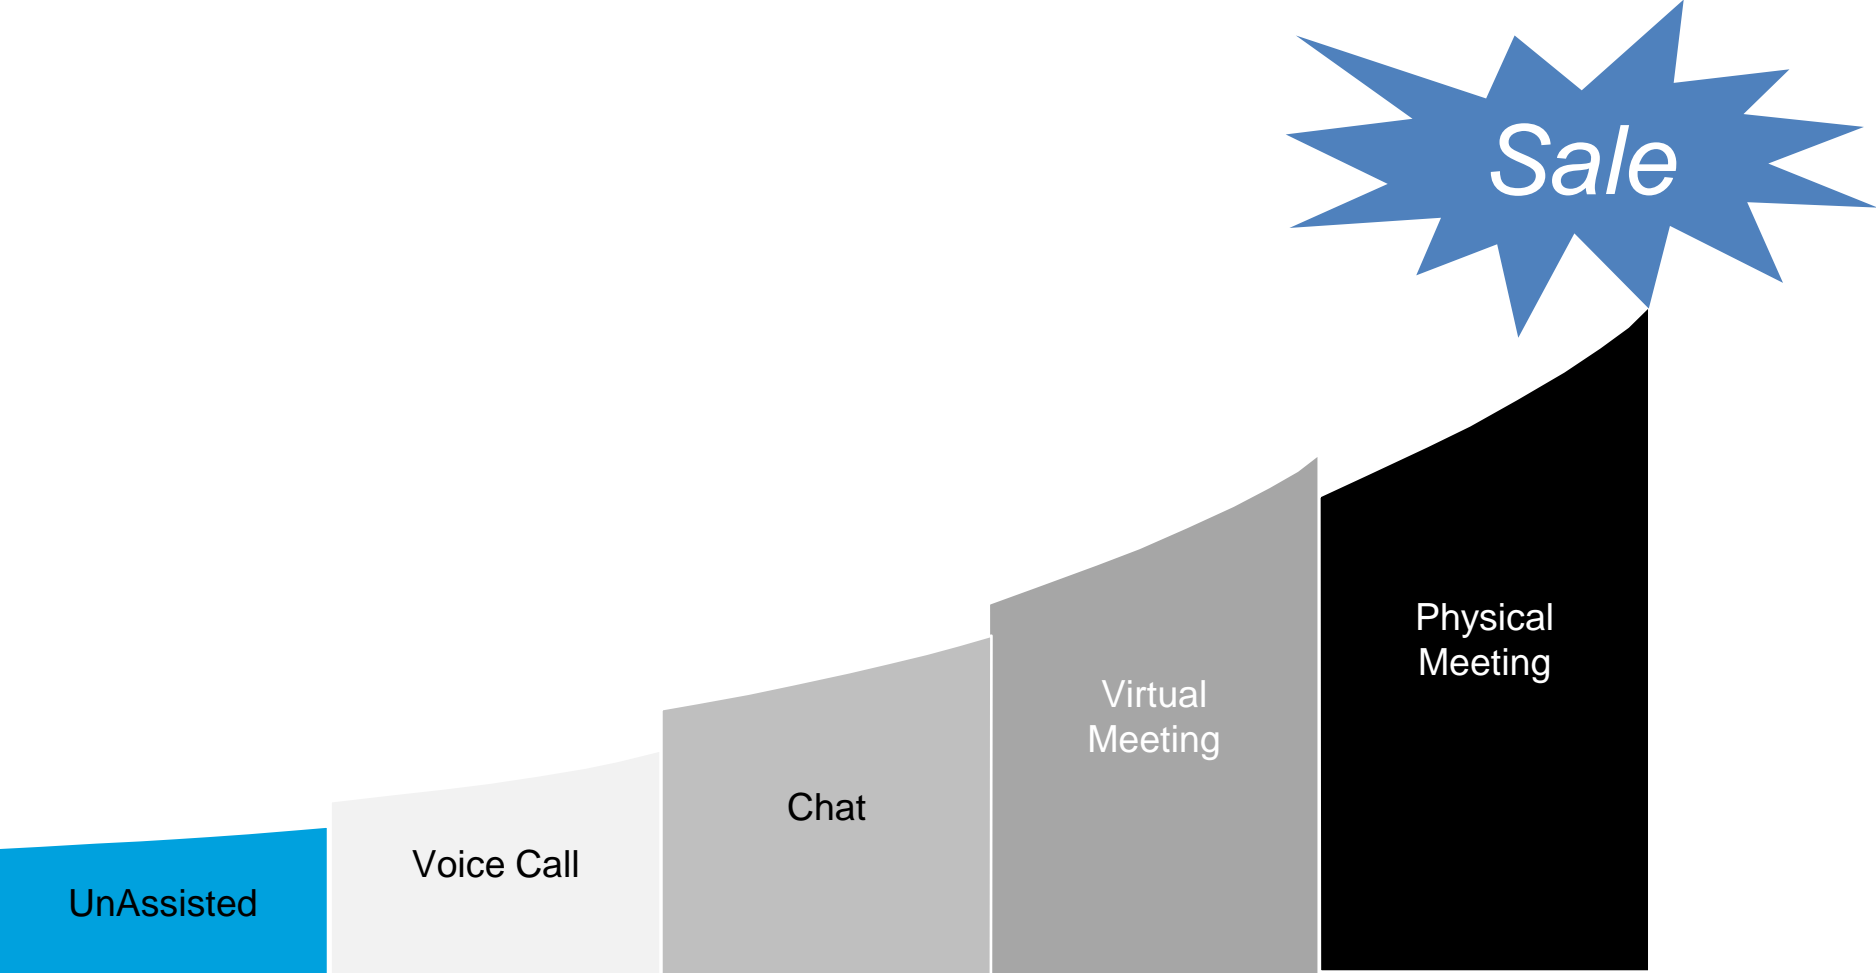 Sale
Physical
Meeting
Virtual
Meeting
Chat
Voice Call
UnAssisted